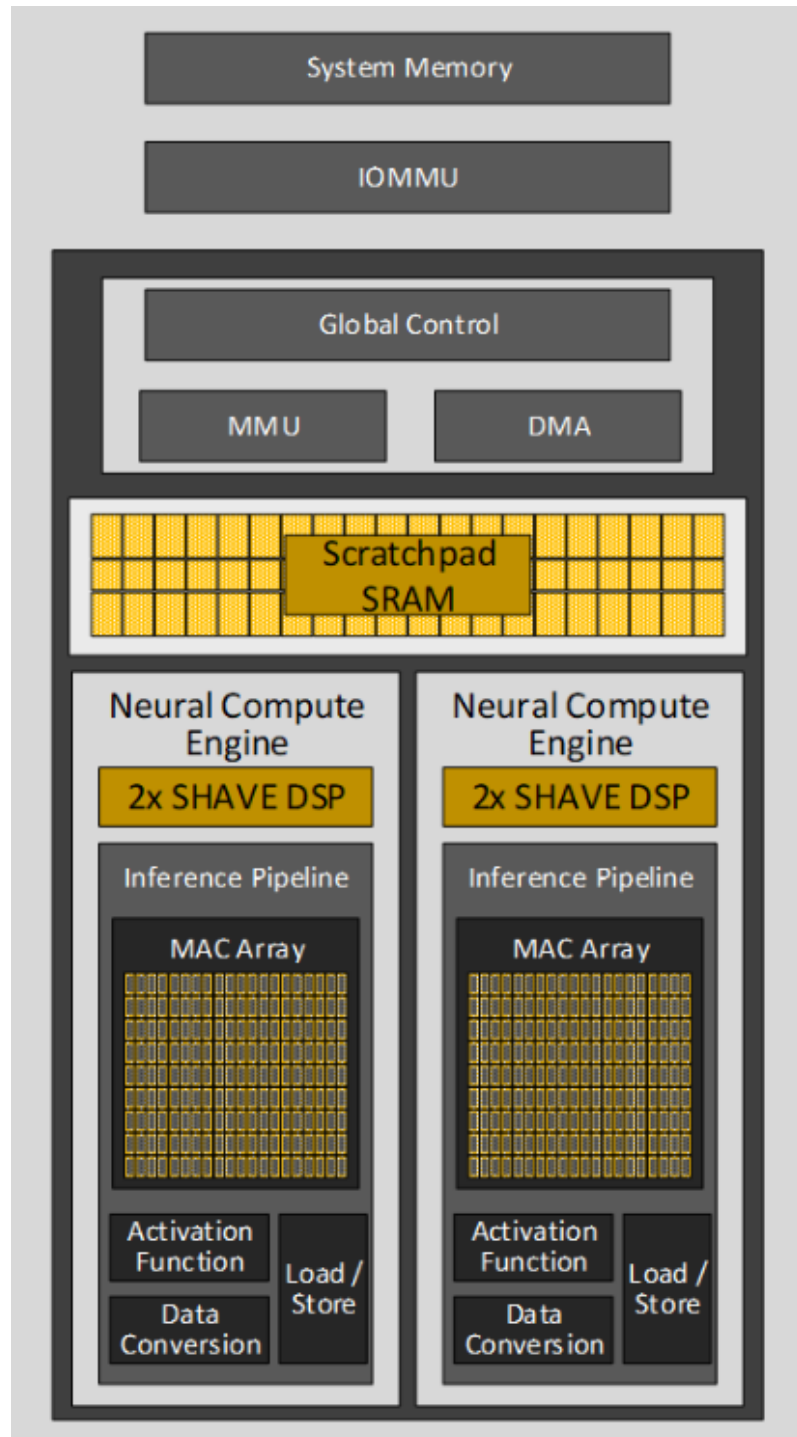 System Memory
IOMMU
Global Control
MMU
DMA
Scratchpad
SRAM
Neural Compute
Engine
2x SHAVE DSP
Inference Pipeline
MAC Array
Activation
Function
Data
Conversion
Load /
Store
Neural Compute
Engine
2x SHAVE DSP
Inference Pipeline
MAC Array
Activation
Function
Data
Conversion
Load /
Store